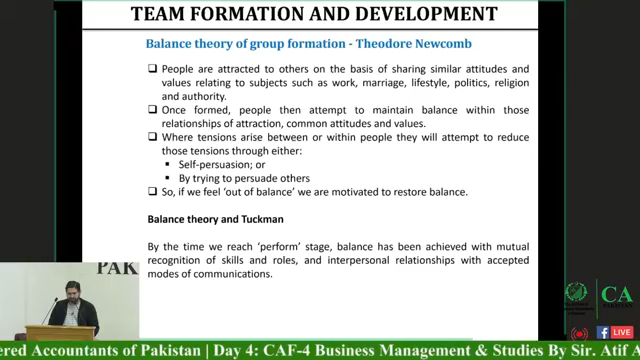 TEAM FORMATION AND DEVELOPMENT
Balance theory of group formation - Theodore Newcomb
❑ People are attracted to others on the basis of sharing similar attitudes and
values relating to subjects such as work, marriage, lifestyle, politics, religion
and authority.
❑ Once formed, people then attempt to maintain balance within those
relationships of attraction, common attitudes and values.
❑ Where tensions arise between or within people they will attempt to reduce
those tensions through either:
▪ Self-persuasion; or
▪ By trying to persuade others
❑ So, if we feel 'out of balance' we are motivated to restore balance.
Balance theory and Tuckman
By the time we reach 'perform' stage, balance has been achieved with mutual
recognition of skills and roles, and interpersonal relationships with accepted
modes of communications.
PAK
CA
PAKISTAN
LIVE
ered Accountants of Pakistan | Day 4: CAF-4 Business Management & Studies By Sir. Atif A